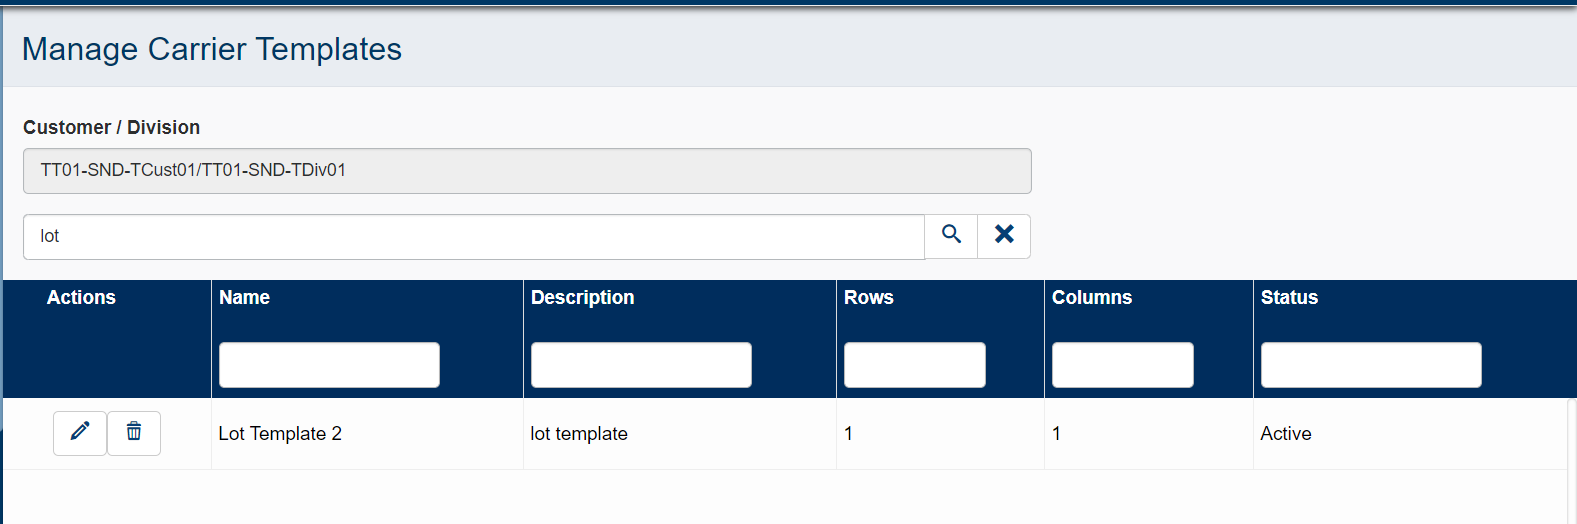 Manage Carrier Templates
Customer / Division
TT01-SND-TCust01/TT01-SND-TDiv01
lot
Actions Name Description Rows Columns Status
Lot Template 2 lot template 1 1 Active